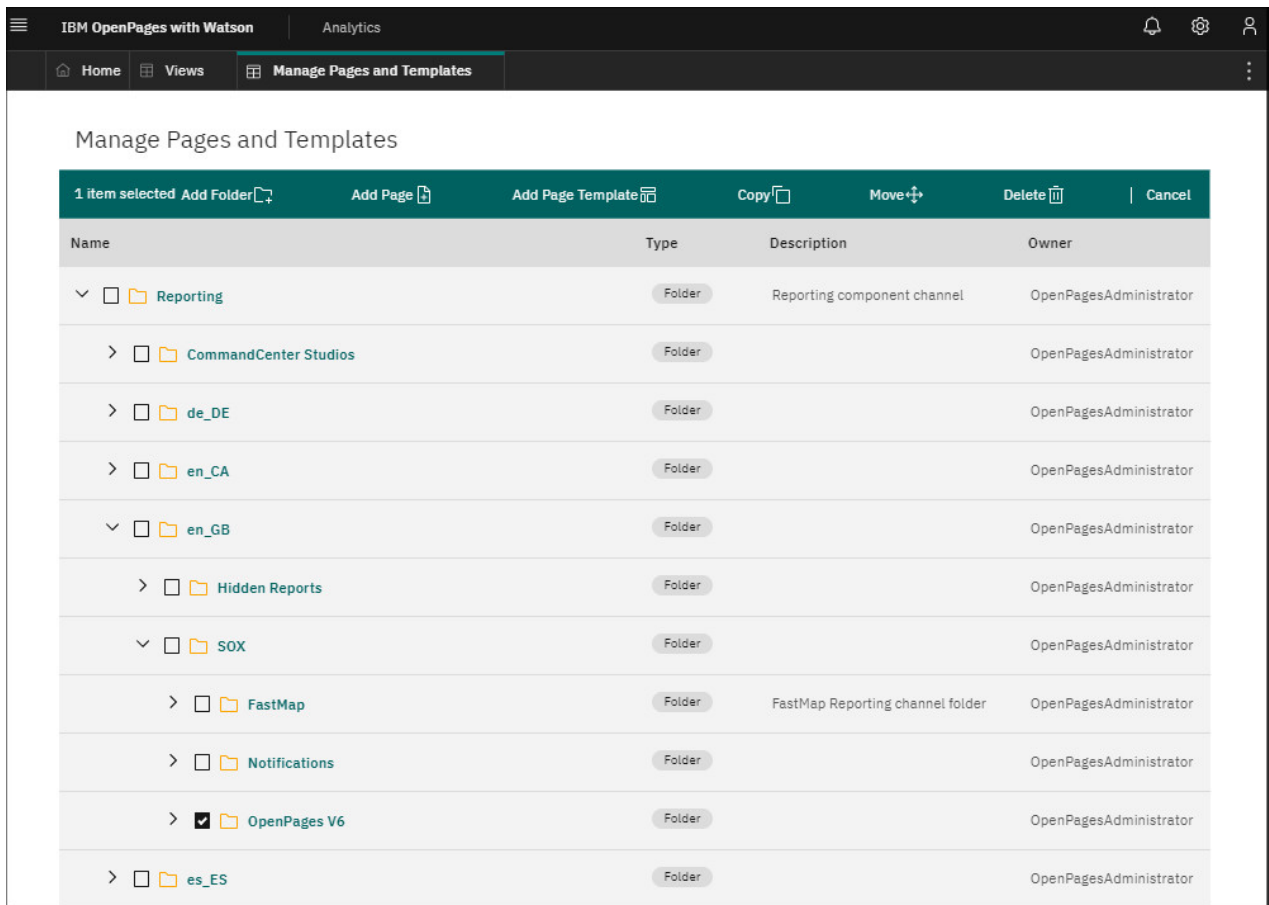 IBM OpenPages with Watson Analytics
Home Views Manage Pages and Templates
Manage Pages and Templates
1 item selected Add Folder Add Page Add Page Template Copy Move Delete | Cancel
Name Type Description Owner
Reporting Folder Reporting component channel OpenPagesAdministrator
CommandCenter Studios Folder OpenPagesAdministrator
de_DE Folder OpenPagesAdministrator
en_CA Folder OpenPagesAdministrator
en_GB Folder OpenPagesAdministrator
Hidden Reports Folder OpenPagesAdministrator
SOX Folder OpenPagesAdministrator
FastMap Folder FastMap Reporting channel folder OpenPagesAdministrator
Notifications Folder OpenPagesAdministrator
OpenPages V6 Folder OpenPagesAdministrator
es_ES Folder OpenPagesAdministrator